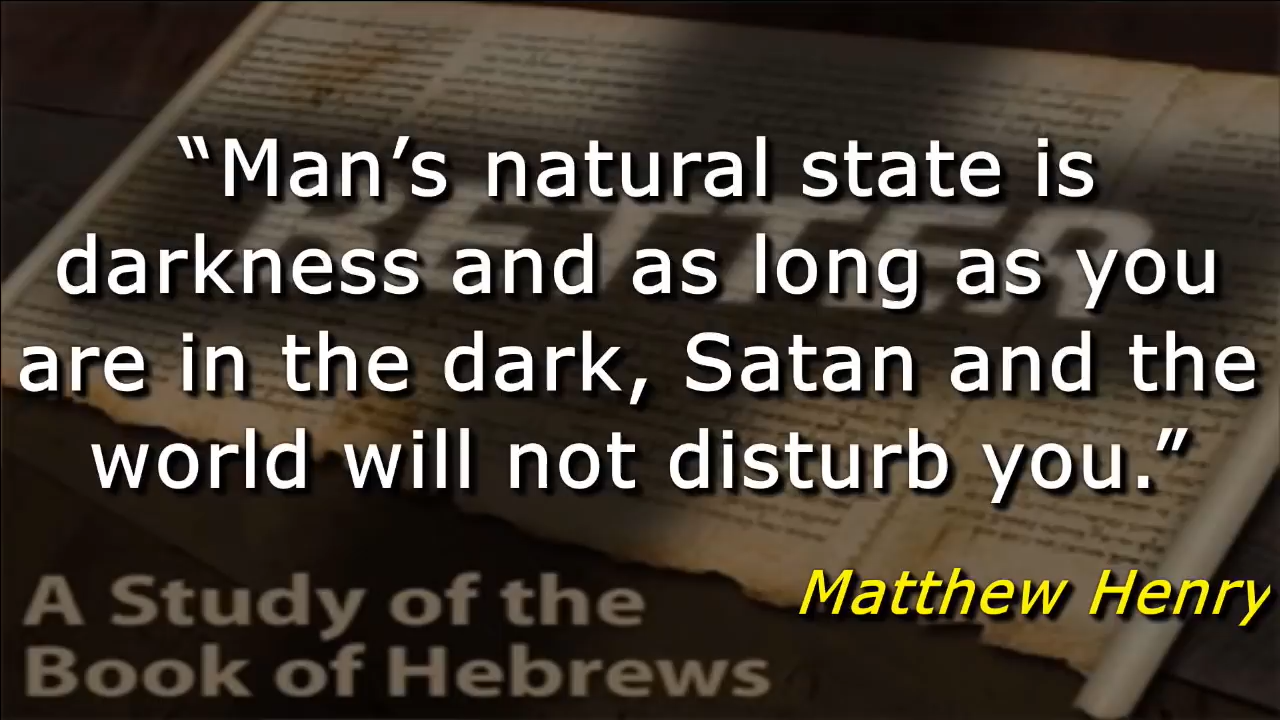 “Man’s natural state is
darkness and as long as you
are in the dark, Satan and the
world will not disturb you.”
Matthew Henry
BETTER
A Study of the
Book of Hebrews